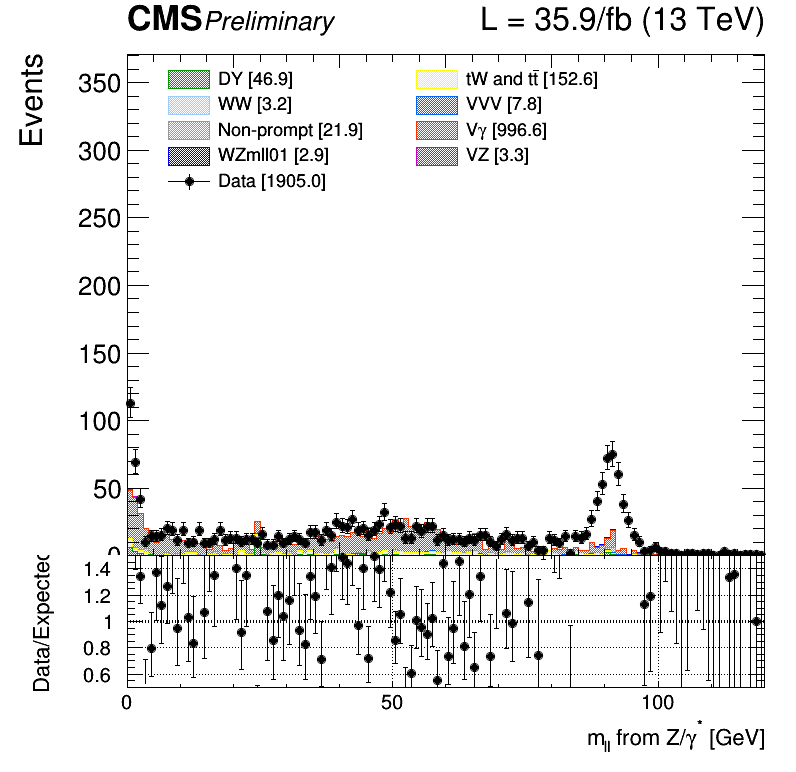 CMS Preliminary L = 35.9/fb (13 TeV)
Events
350
300
250
200
150
100
50
0
DY [46.9]
WW [3.2]
Non-prompt [21.9]
WZmll01 [2.9]
Data [1905.0]
tW and tt̄ [152.6]
VVV [7.8]
Vγ [996.6]
VZ [3.3]
Data/Expected
1.4
1.2
1
0.8
0.6
0 50 100
m_ll from Z/γ* [GeV]